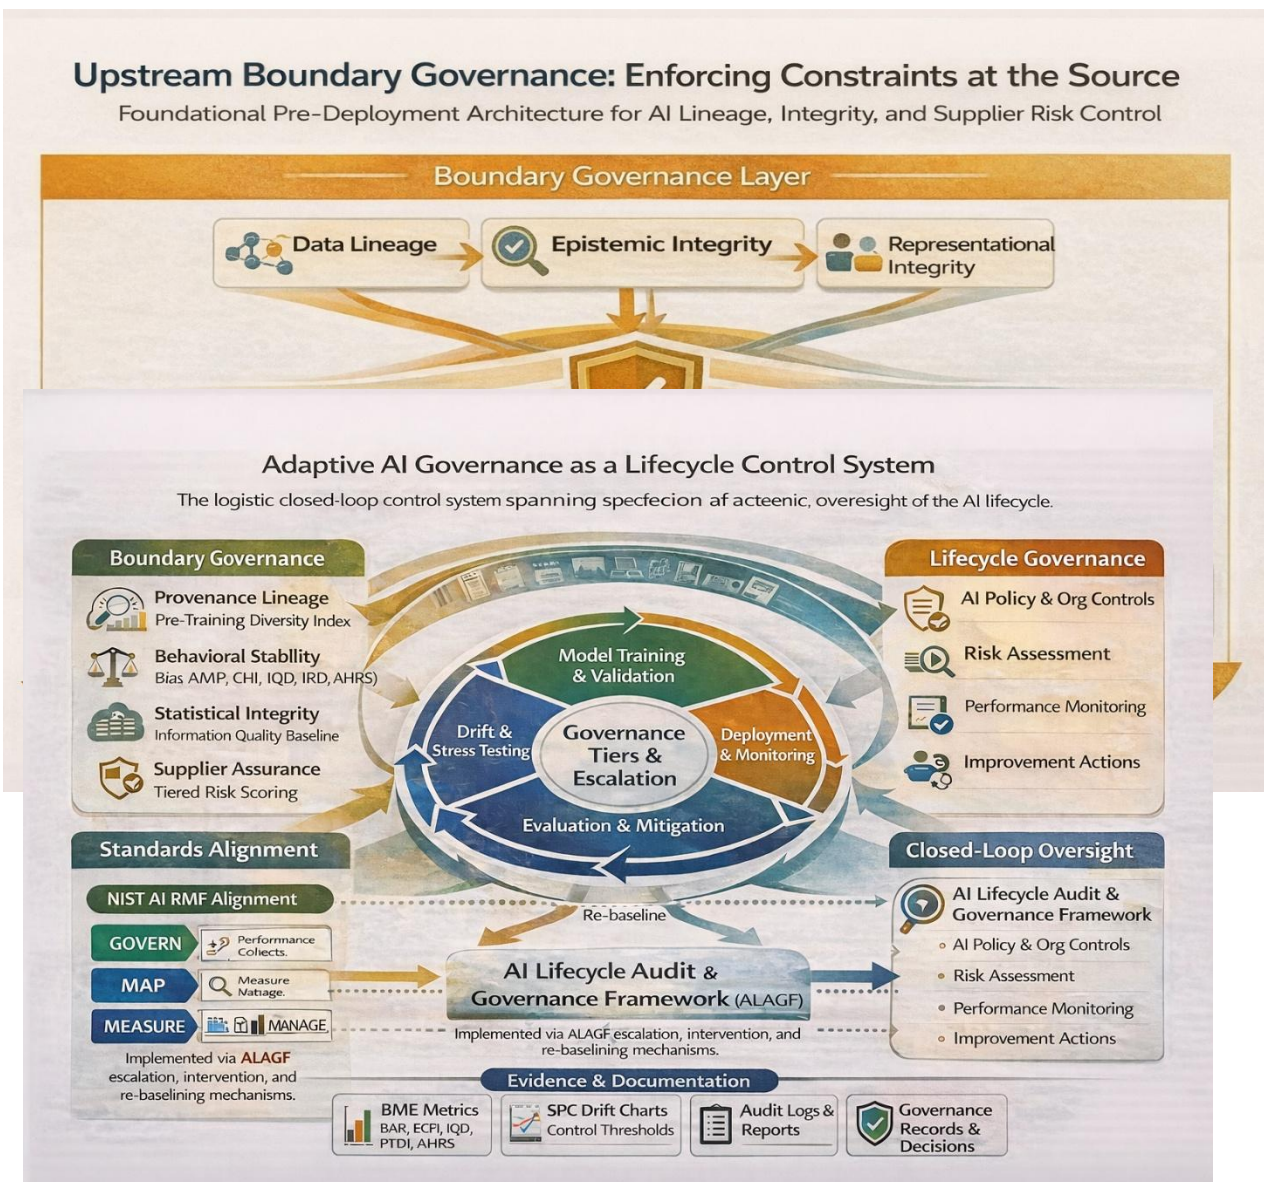 Upstream Boundary Governance: Enforcing Constraints at the Source
Foundational Pre-Deployment Architecture for AI Lineage, Integrity, and Supplier Risk Control
Boundary Governance Layer
Data Lineage
Epistemic Integrity
Representational
Integrity
Adaptive AI Governance as a Lifecycle Control System
The logistic closed-loop control system spanning specfecion af acteenic, overesight of the AI lifecycle.
Boundary Governance
Provenance Lineage
Pre-Training Diversity Index
Behavioral Stability
Bias AMP, CHI, IQD, IRD, AHRS)
Statistical Integrity
Information Quality Baseline
Supplier Assurance
Tiered Risk Scoring
Model Training
& Validation
Drift &
Stress Testing
Governance
Tiers &
Escalation
Deployment
& Monitoring
Evaluation & Mitigation
Lifecycle Governance
AI Policy & Org Controls
Risk Assessment
Performance Monitoring
Improvement Actions
Standards Alignment
NIST AI RMF Alignment
GOVERN
Performance
Collects.
MAP
Measure
MEASURE
MANAGE
Implemented via ALAGF
escalation, intervention, and
re-baselining mechanisms.
Re-baseline
AI Lifecycle Audit &
Governance Framework (ALAGF)
Implemented via ALAGF escalation, intervention, and
re-baselining mechanisms.
Closed-Loop Oversight
AI Lifecycle Audit &
Governance Framework
AI Policy & Org Controls
Risk Assessment
Performance Monitoring
Improvement Actions
Evidence & Documentation
BME Metrics
BAR, ECPI, IQD,
PTDI, AHRS
SPC Drift Charts
Control Thresholds
Audit Logs &
Reports
Governance
Records &
Decisions